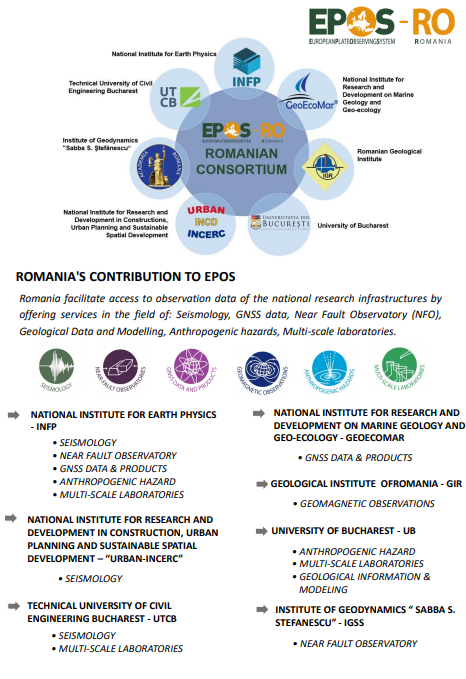 EPOS - RO
EUROPEAN PLATE OBSERVING SYSTEM ROMANIA
National Institute for Earth Physics
INFP
Technical University of Civil
Engineering Bucharest
UT
CB
National Institute for
Research and
Development on Marine
Geology and
Geo-ecology
GeoEcoMar
EPOS - RO
ROMANIAN
CONSORTIUM
Institute of Geodynamics
"Sabba S. Ștefănescu"
Romanian Geological
Institute
IGR
National Institute for Research and
Development in Constructions,
Urban Planning and Sustainable
Spatial Development
URBAN
INCD
INCERC
UNIVERSITATEA DIN
BUCUREȘTI
University of Bucharest
ROMANIA'S CONTRIBUTION TO EPOS
Romania facilitate access to observation data of the national research infrastructures by
offering services in the field of: Seismology, GNSS data, Near Fault Observatory (NFO),
Geological Data and Modelling, Anthropogenic hazards, Multi-scale laboratories.
SEISMOLOGY
NEAR-FAULT OBSERVATORIES
GNSS DATA AND PRODUCTS
GEOMAGNETIC OBSERVATIONS
ANTHROPOGENIC HAZARDS
MULTI-SCALE LABORATORIES
NATIONAL INSTITUTE FOR EARTH PHYSICS
- INFP
• SEISMOLOGY
• NEAR FAULT OBSERVATORY
• GNSS DATA & PRODUCTS
• ANTHROPOGENIC HAZARD
• MULTI-SCALE LABORATORIES
NATIONAL INSTITUTE FOR RESEARCH AND
DEVELOPMENT IN CONSTRUCTION, URBAN
PLANNING AND SUSTAINABLE SPATIAL
DEVELOPMENT – "URBAN-INCERC"
• SEISMOLOGY
TECHNICAL UNIVERSITY OF CIVIL
ENGINEERING BUCHAREST - UTCB
• SEISMOLOGY
• MULTI-SCALE LABORATORIES
NATIONAL INSTITUTE FOR RESEARCH AND
DEVELOPMENT ON MARINE GEOLOGY AND
GEO-ECOLOGY - GEOECOMAR
• GNSS DATA & PRODUCTS
GEOLOGICAL INSTITUTE OFROMANIA - GIR
• GEOMAGNETIC OBSERVATIONS
UNIVERSITY OF BUCHAREST - UB
• ANTHROPOGENIC HAZARD
• MULTI-SCALE LABORATORIES
• GEOLOGICAL INFORMATION &
MODELING
INSTITUTE OF GEODYNAMICS " SABBA S.
STEFANESCU" - IGSS
• NEAR FAULT OBSERVATORY